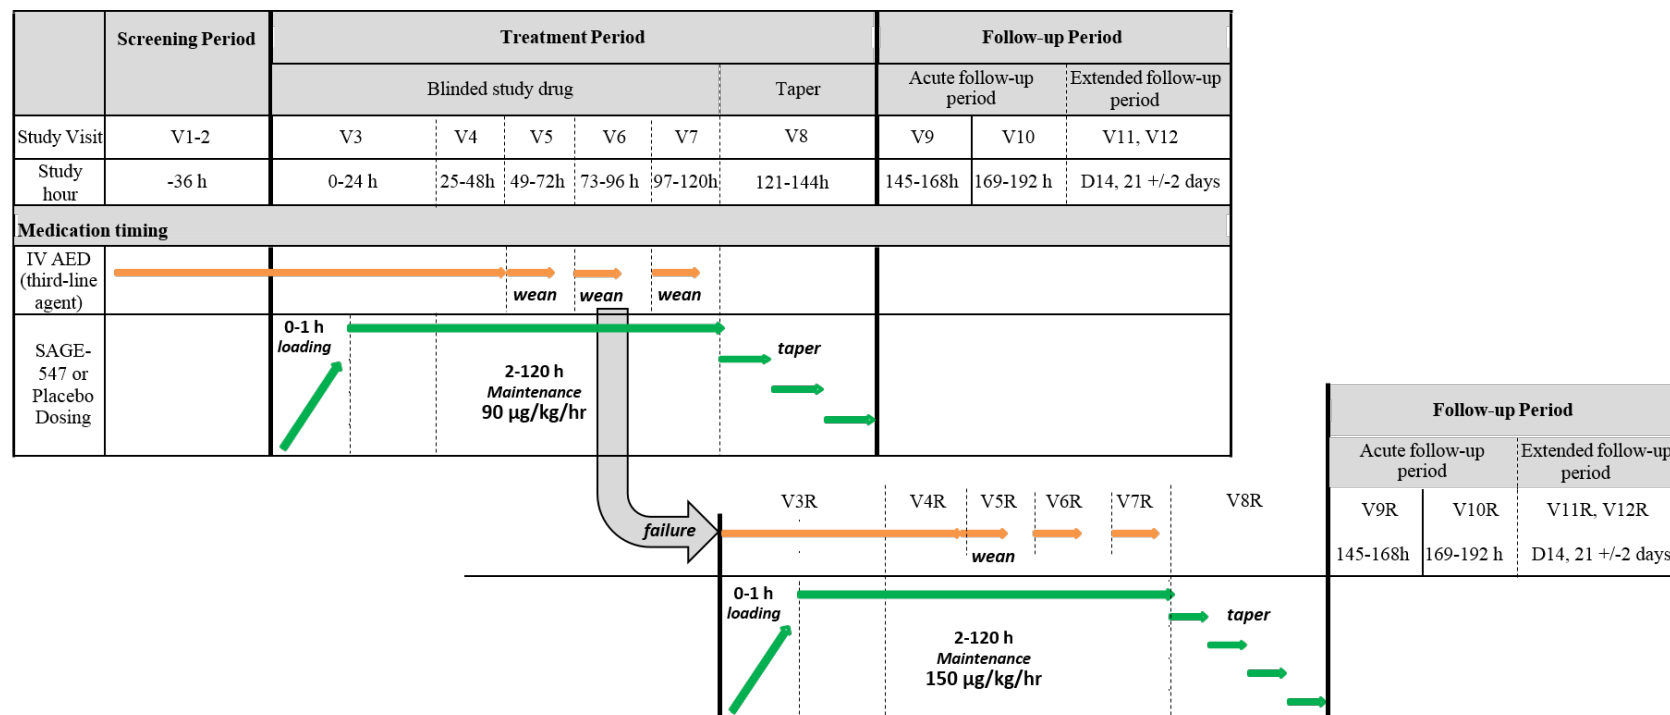 Screening Period
Treatment Period
Follow-up Period
Blinded study drug
Taper
Acute follow-up
period
Extended follow-up
period
Study Visit
V1-2
V3
V4
V5
V6
V7
V8
V9
V10
V11, V12
Study
hour
-36 h
0-24 h
25-48h
49-72h
73-96 h
97-120h
121-144h
145-168h
169-192 h
D14, 21 +/-2 days
Medication timing
IV AED
(third-line
agent)
wean
wean
wean
SAGE-
547 or
Placebo
Dosing
0-1 h
loading
2-120 h
Maintenance
90 µg/kg/hr
taper
failure
V3R
V4R
V5R
V6R
V7R
V8R
wean
0-1 h
loading
2-120 h
Maintenance
150 µg/kg/hr
taper
Follow-up Period
Acute follow-up
period
Extended follow-up
period
V9R
V10R
V11R, V12R
145-168h
169-192 h
D14, 21 +/-2 days